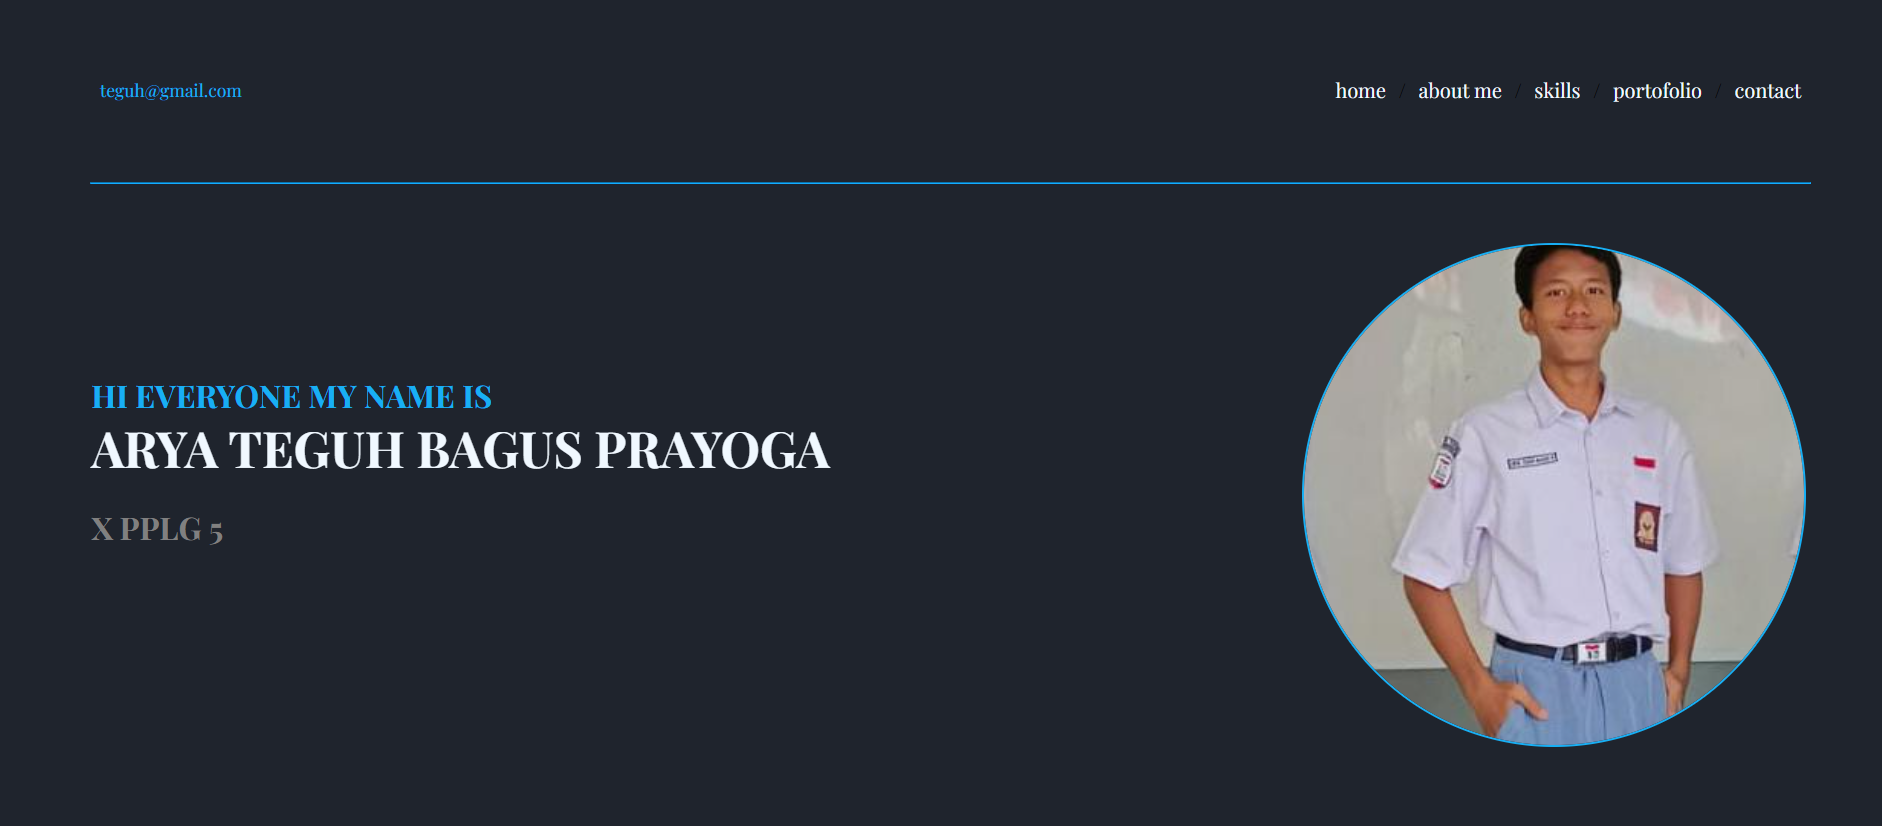 teguh@gmail.com
home / about me / skills / portofolio / contact
HI EVERYONE MY NAME IS
ARYA TEGUH BAGUS PRAYOGA
X PPLG 5